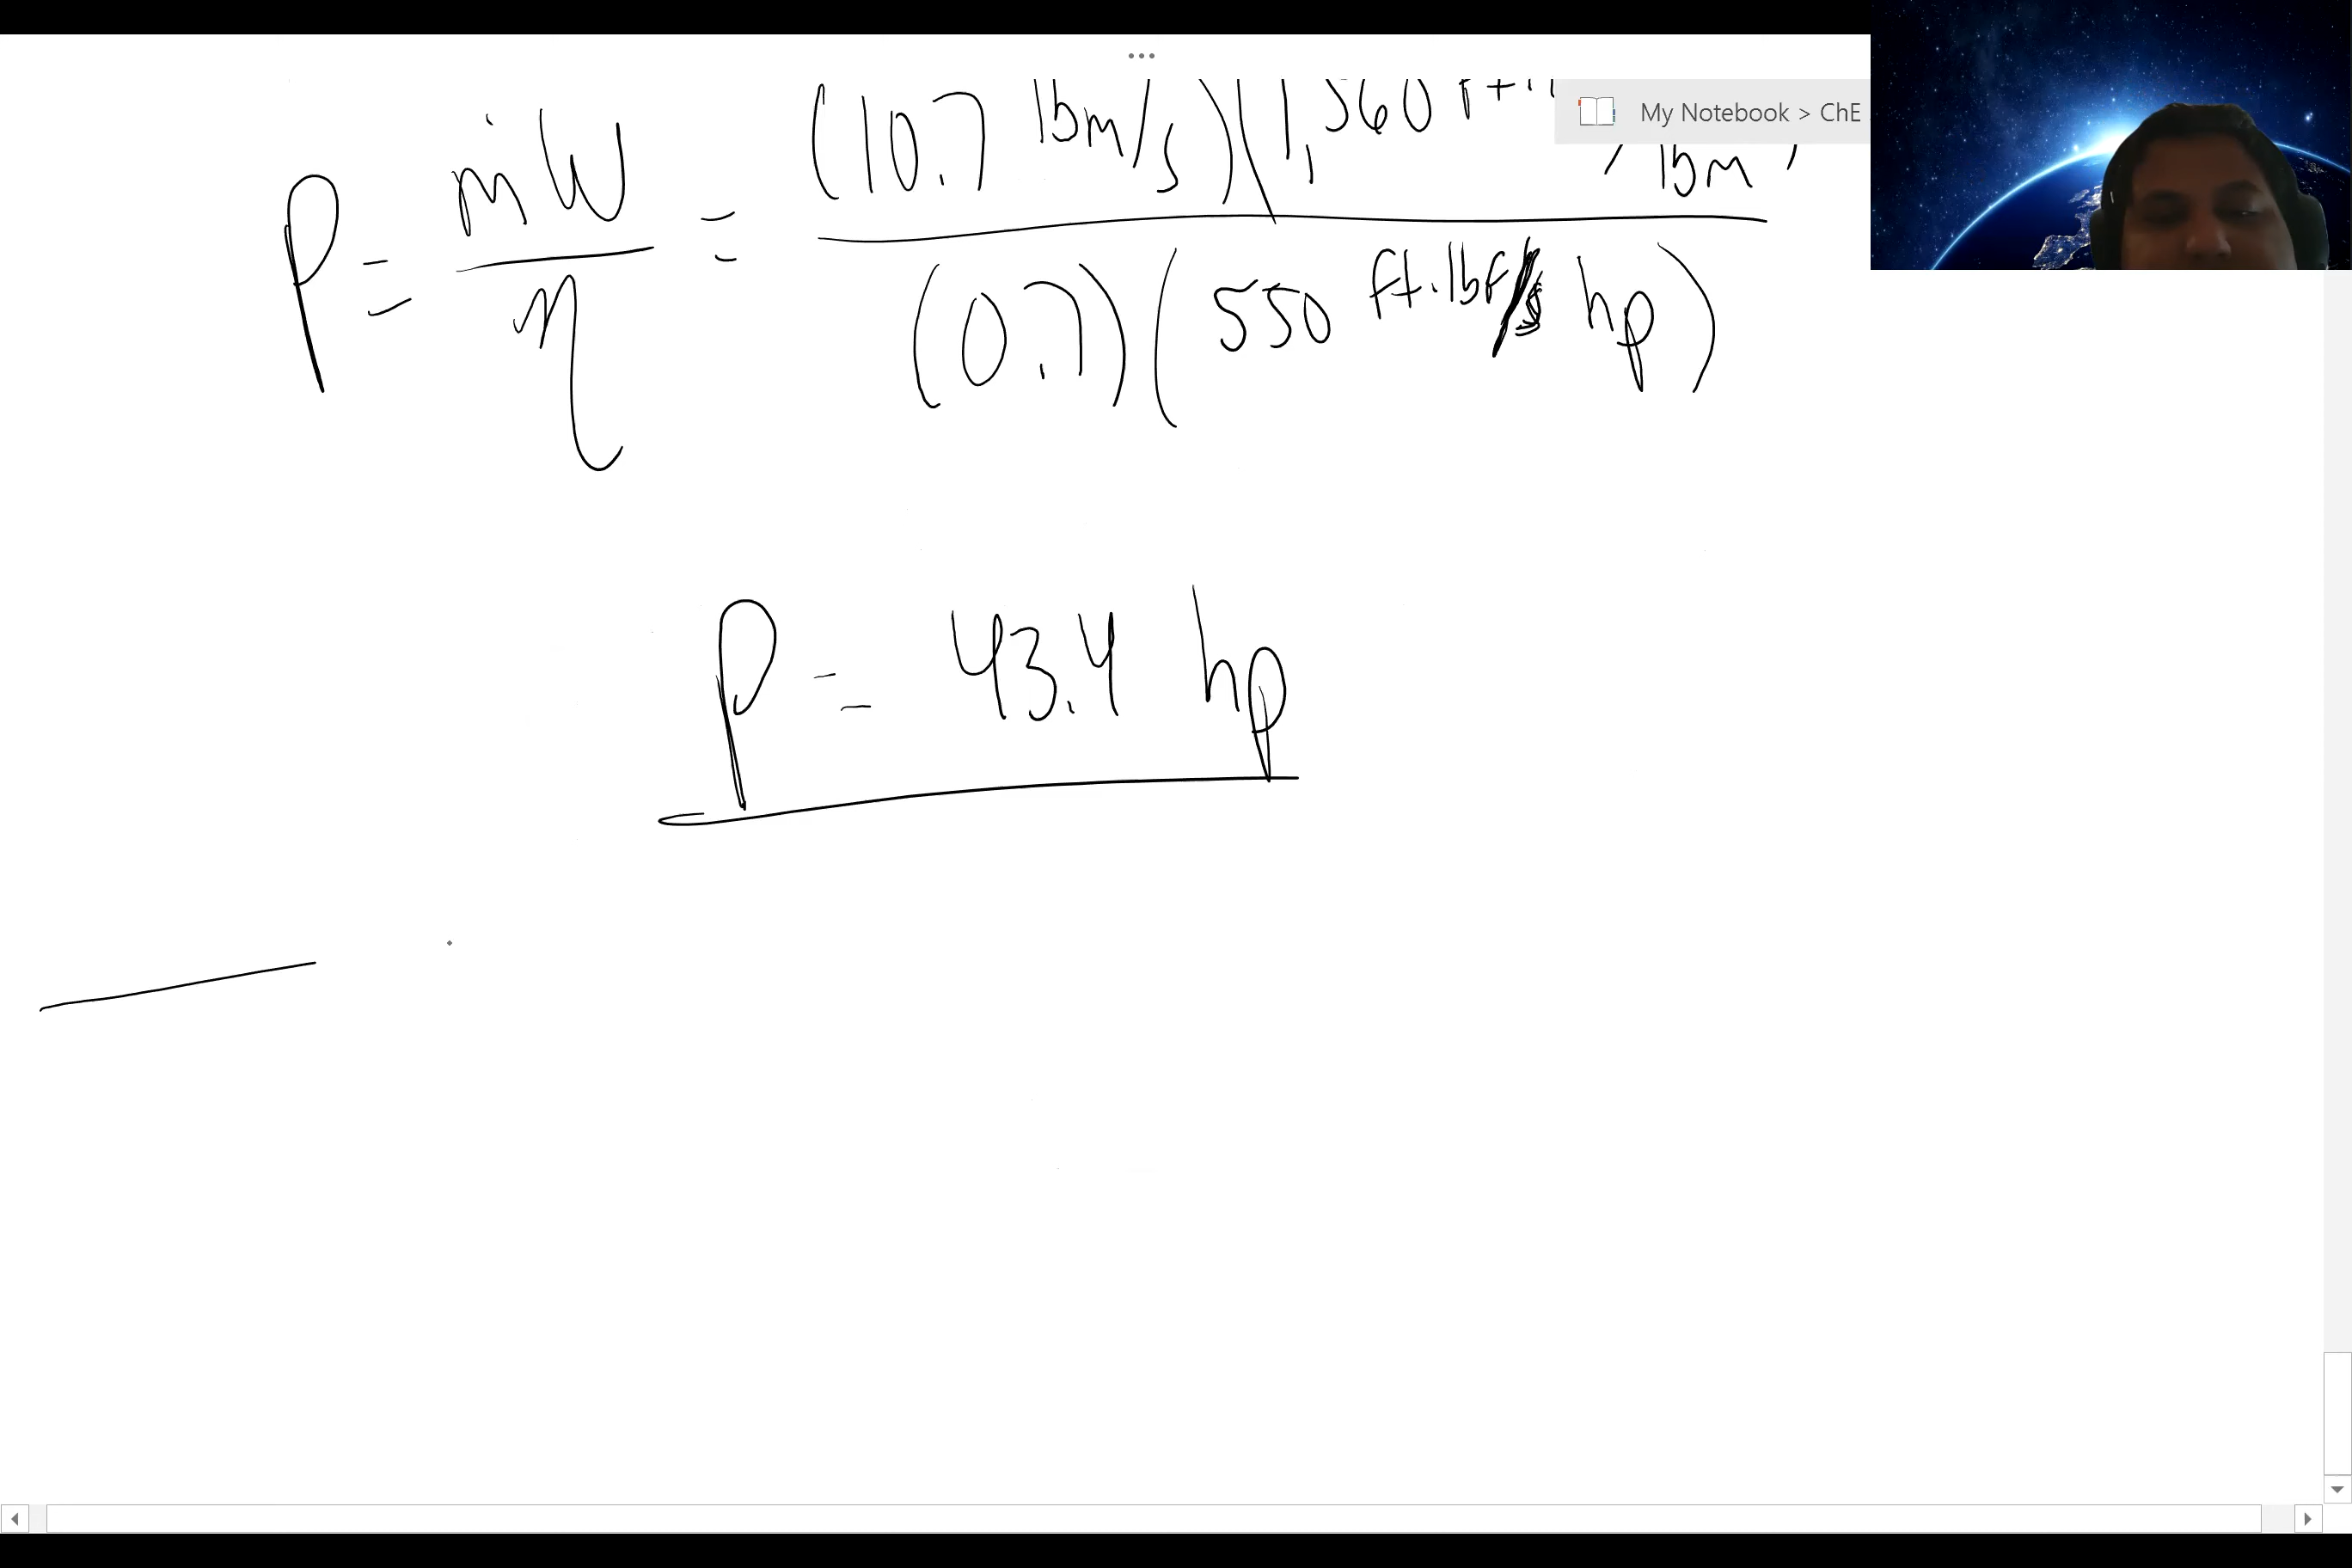 My Notebook > ChE
P = ṁW / η = (10.7 lbm/s)(1,560 ft / lbm) / (0.7)(550 ft.lbf/s hp)
P = 43.4 hp